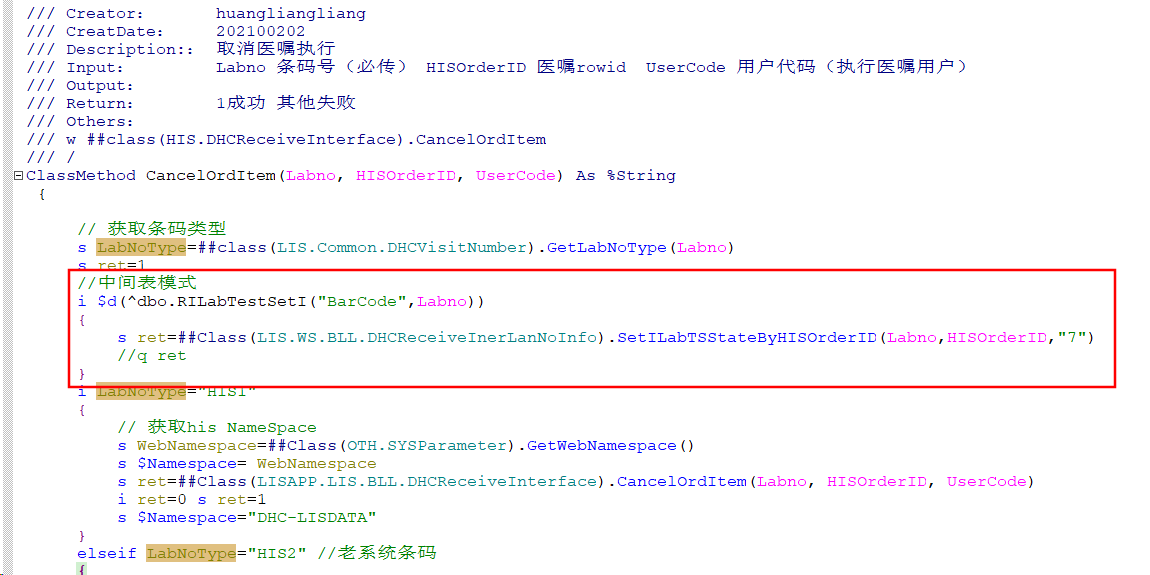 /// Creator: huangliangliang
/// CreatDate: 202100202
/// Description:: 取消医嘱执行
/// Input: Labno 条码号（必传） HISOrderID 医嘱rowid UserCode 用户代码（执行医嘱用户）
/// Output:
/// Return: 1成功 其他失败
/// Others:
/// w ##class(HIS.DHCReceiveInterface).CancelOrdItem
/// /
ClassMethod CancelOrdItem(Labno, HISOrderID, UserCode) As %String
{
// 获取条码类型
s LabNoType=##class(LIS.Common.DHCVisitNumber).GetLabNoType(Labno)
s ret=1
//中间表模式
i $d(^dbo.RILabTestSetI("BarCode",Labno))
{
s ret=##Class(LIS.WS.BLL.DHCReceiveInerLanNoInfo).SetILabTSStateByHISOrderID(Labno,HISOrderID,"7")
//q ret
}
i LabNoType="HIS1"
{
// 获取his NameSpace
s WebNamespace=##Class(OTH.SYSParameter).GetWebNamespace()
s $Namespace= WebNamespace
s ret=##Class(LISAPP.LIS.BLL.DHCReceiveInterface).CancelOrdItem(Labno, HISOrderID, UserCode)
i ret=0 s ret=1
s $Namespace="DHC-LISDATA"
}
elseif LabNoType="HIS2" //老系统条码
{